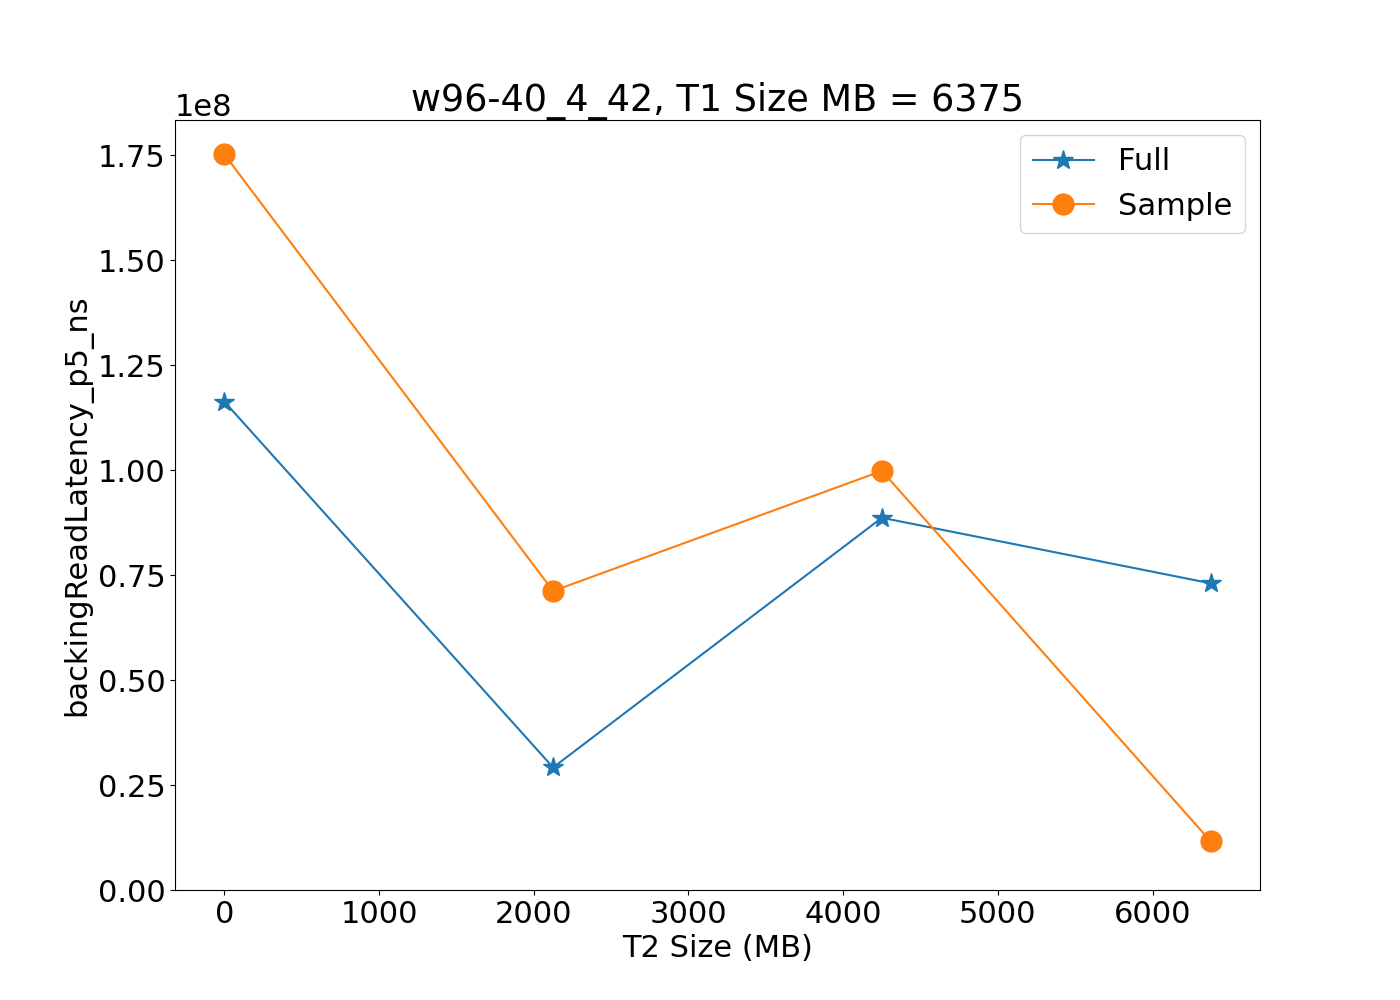 w96-40_4_42, T1 Size MB = 6375
1e8
Full
Sample
1.75
1.50
1.25
1.00
0.75
0.50
0.25
0.00
backingReadLatency_p5_ns
0 1000 2000 3000 4000 5000 6000
T2 Size (MB)